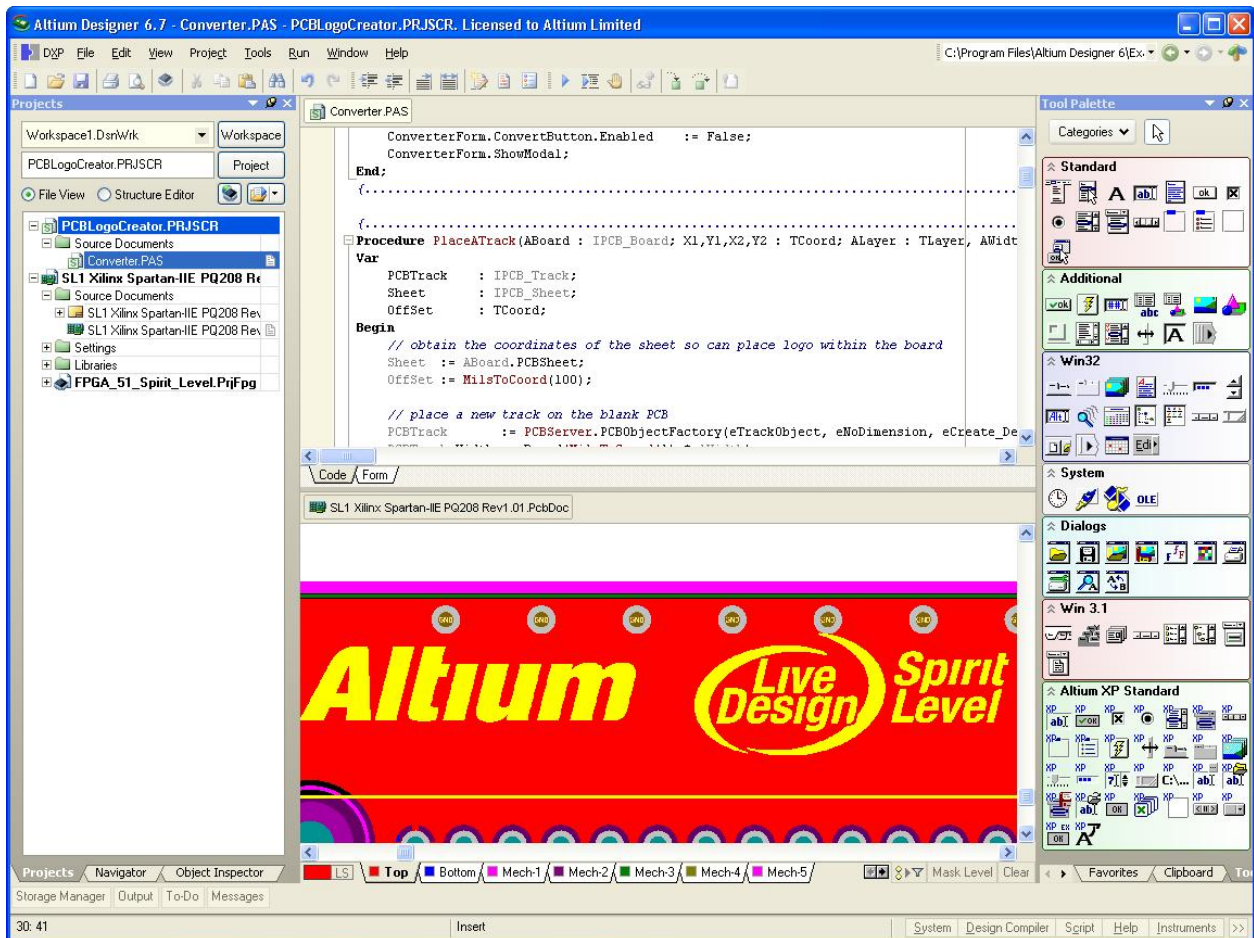 Altium Designer 6.7 - Converter.PAS - PCBLogoCreator.PRJSCR. Licensed to Altium Limited
DXP File Edit View Project Tools Run Window Help
C:\Program Files\Altium Designer 6\Ex.
Projects
Workspace1.DsnWrk Workspace
PCBLogoCreator.PRJSCR Project
File View Structure Editor
PCBLogoCreator.PRJSCR
Source Documents
Converter.PAS
SL1 Xilinx Spartan-IIE PQ208 Re
Source Documents
SL1 Xilinx Spartan-IIE PQ208 Rev
SL1 Xilinx Spartan-IIE PQ208 Rev
Settings
Libraries
FPGA_51_Spirit_Level.PrjFpg
Projects Navigator Object Inspector
Converter.PAS
ConverterForm.ConvertButton.Enabled := False;
ConverterForm.ShowModal;
End;
{..............................................................................
{..............................................................................
Procedure PlaceATrack(ABoard : IPCB_Board; X1,Y1,X2,Y2 : TCoord; ALayer : TLayer, AWidt
Var
PCBTrack : IPCB_Track;
Sheet : IPCB_Sheet;
OffSet : TCoord;
Begin
// obtain the coordinates of the sheet so can place logo within the board
Sheet := ABoard.PCBSheet;
OffSet := MilsToCoord(100);
// place a new track on the blank PCB
PCBTrack := PCBServer.PCBObjectFactory(eTrackObject, eNoDimension, eCreate_De
Code Form
SL1 Xilinx Spartan-IIE PQ208 Rev1.01.PcbDoc
GND GND GND GND GND GND
Altium Live Design Spirit Level
LS Top Bottom Mech-1 Mech-2 Mech-3 Mech-4 Mech-5 Mask Level Clear
Tool Palette
Categories
Standard
Additional
Win32
System
OLE
Dialogs
Win 3.1
Altium XP Standard
Favorites Clipboard To
Storage Manager Output To-Do Messages
30: 41 Insert System Design Compiler Script Help Instruments >>